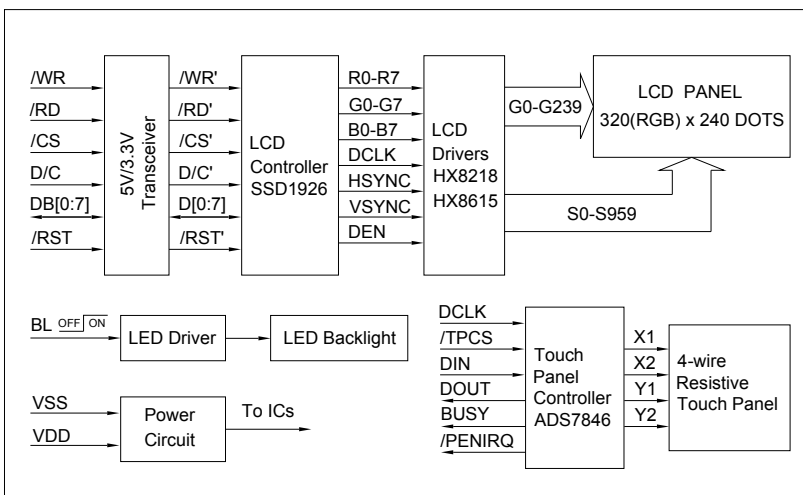 /WR
/RD
/CS
D/C
DB[0:7]
/RST
5V/3.3V
Transceiver
/WR'
/RD'
/CS'
D/C'
D[0:7]
/RST'
LCD
Controller
SSD1926
R0-R7
G0-G7
B0-B7
DCLK
HSYNC
VSYNC
DEN
LCD
Drivers
HX8218
HX8615
G0-G239
S0-S959
LCD PANEL
320(RGB) x 240 DOTS
BL OFF ON
LED Driver
LED Backlight
VSS
VDD
Power
Circuit
To ICs
DCLK
/TPCS
DIN
DOUT
BUSY
/PENIRQ
Touch
Panel
Controller
ADS7846
X1
X2
Y1
Y2
4-wire
Resistive
Touch Panel